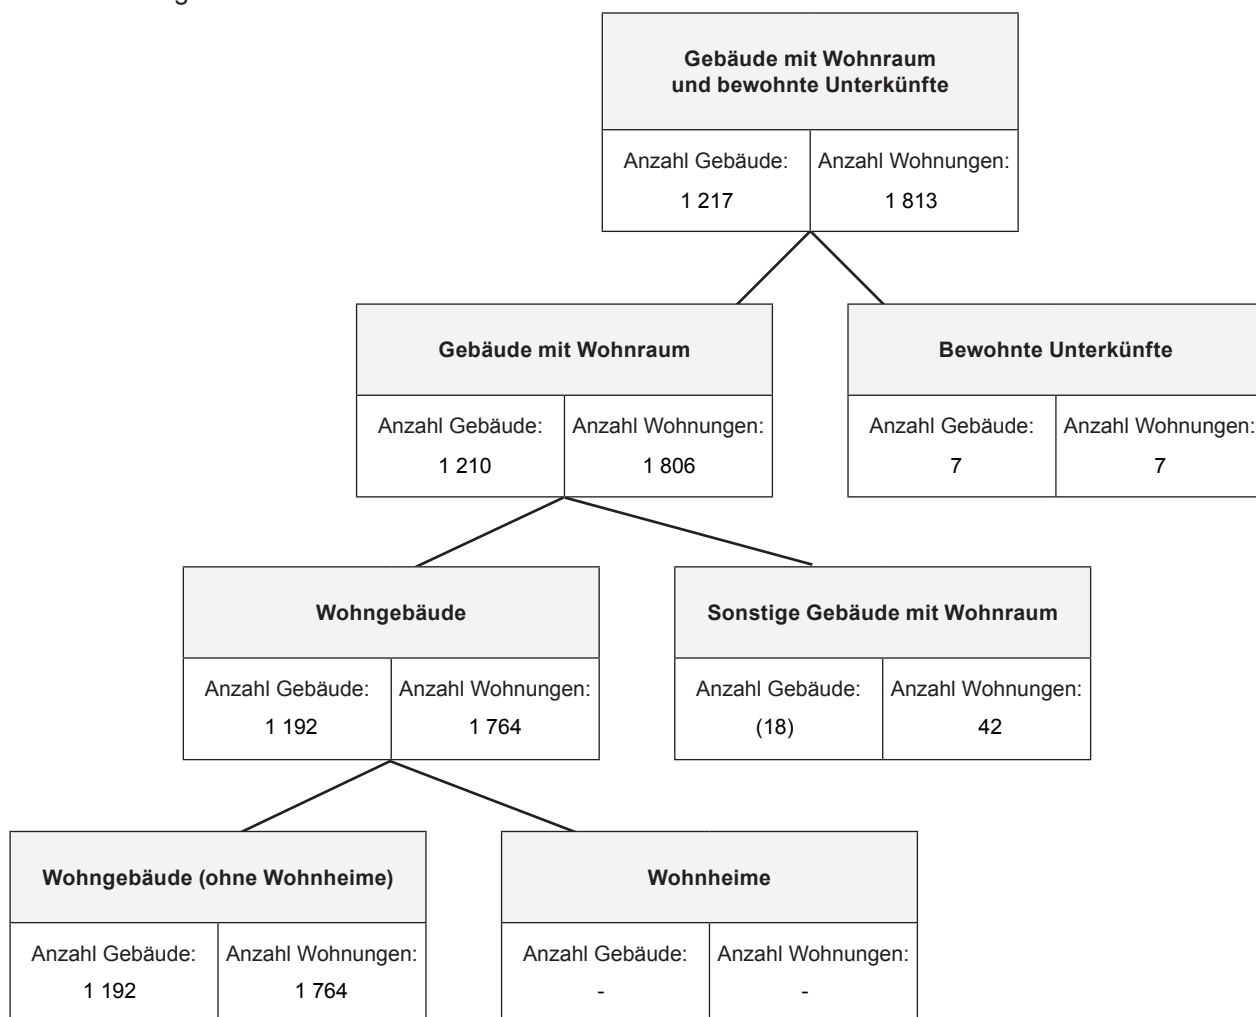 Gebäude mit Wohnraum
und bewohnte Unterkünfte
Anzahl Gebäude: Anzahl Wohnungen:
1 217 1 813
Gebäude mit Wohnraum Bewohnte Unterkünfte
Anzahl Gebäude: Anzahl Wohnungen: Anzahl Gebäude: Anzahl Wohnungen:
1 210 1 806 7 7
Wohngebäude Sonstige Gebäude mit Wohnraum
Anzahl Gebäude: Anzahl Wohnungen: Anzahl Gebäude: Anzahl Wohnungen:
1 192 1 764 (18) 42
Wohngebäude (ohne Wohnheime) Wohnheime
Anzahl Gebäude: Anzahl Wohnungen: Anzahl Gebäude: Anzahl Wohnungen:
1 192 1 764 - -